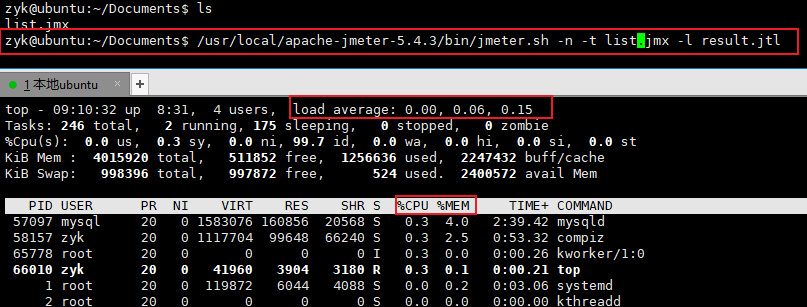 zyk@ubuntu:~/Documents$ ls
list.jmx
zyk@ubuntu:~/Documents$ /usr/local/apache-jmeter-5.4.3/bin/jmeter.sh -n -t list.jmx -l result.jtl
1 本地ubuntu × +
top - 09:10:32 up  8:31,  4 users,  load average: 0.00, 0.06, 0.15
Tasks: 246 total,   2 running, 175 sleeping,   0 stopped,   0 zombie
%Cpu(s):  0.0 us,  0.3 sy,  0.0 ni, 99.7 id,  0.0 wa,  0.0 hi,  0.0 si,  0.0 st
KiB Mem :  4015920 total,   511852 free,  1256636 used,  2247432 buff/cache
KiB Swap:   998396 total,   997872 free,      524 used.  2400572 avail Mem
PID USER      PR  NI    VIRT    RES    SHR S  %CPU %MEM     TIME+ COMMAND
57097 mysql     20   0 1583076 160856  20568 S   0.3  4.0   2:39.42 mysqld
58157 zyk       20   0 1117704  99648  66240 S   0.3  2.5   0:53.32 compiz
65778 root      20   0       0      0      0 I   0.3  0.0   0:00.26 kworker/1:0
66010 zyk       20   0   41960   3904   3180 R   0.3  0.1   0:00.21 top
1 root      20   0  119872   6044   4088 S   0.0  0.2   0:03.06 systemd
2 root      20   0       0      0      0 S   0.0  0.0   0:00.00 kthreadd